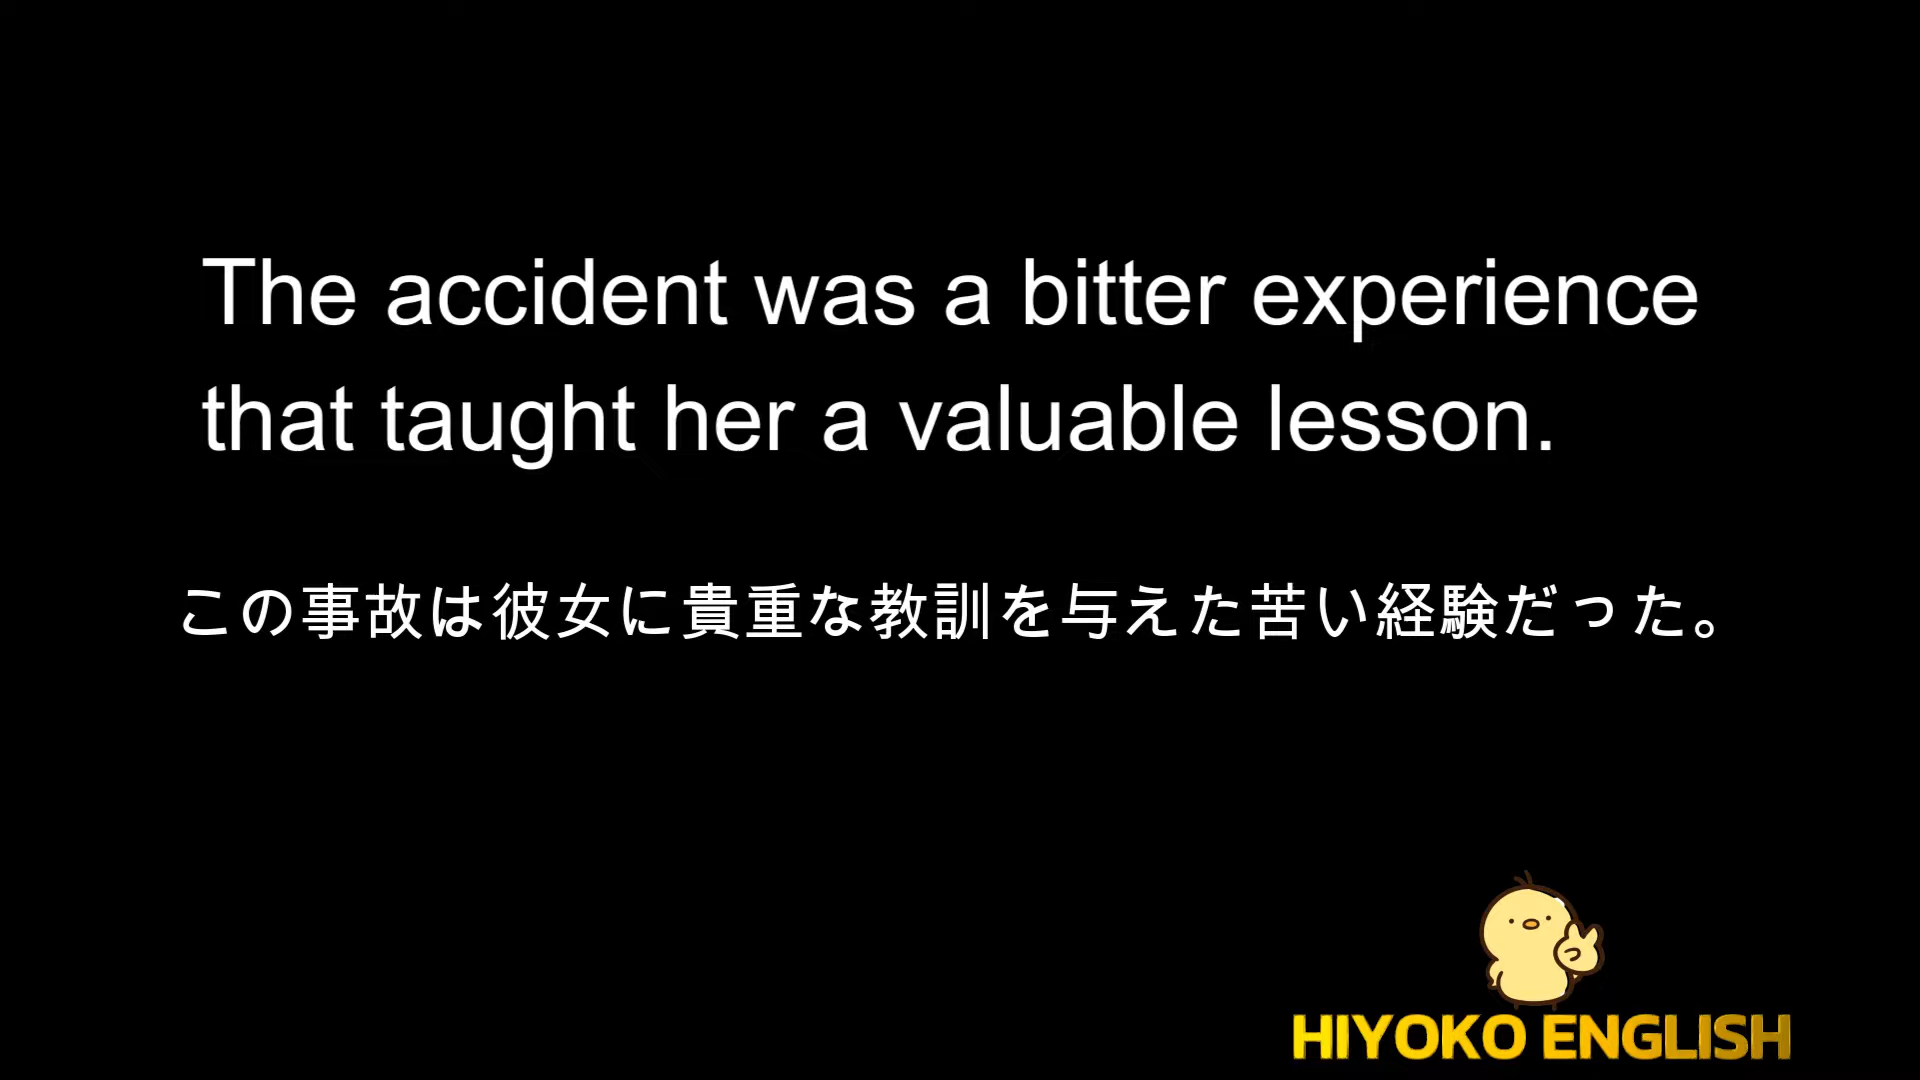 The accident was a bitter experience
that taught her a valuable lesson.
この事故は彼女に貴重な教訓を与えた苦い経験だった。
HIYOKO ENGLISH